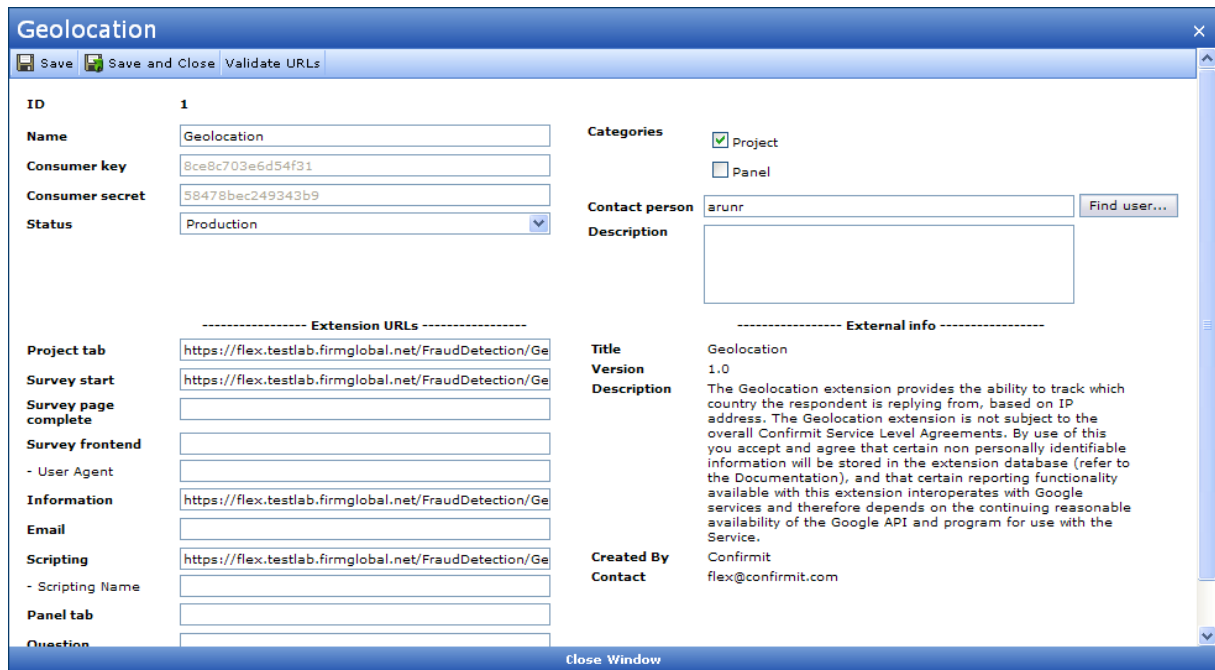 Geolocation
Save Save and Close Validate URLs
ID 1
Name Geolocation
Consumer key 8ce8c703e6d54f31
Consumer secret 58478bec249343b9
Status Production
Categories Project
Panel
Contact person arunr Find user...
Description
----------------- Extension URLs -----------------
Project tab https://flex.testlab.firmglobal.net/FraudDetection/Ge
Survey start https://flex.testlab.firmglobal.net/FraudDetection/Ge
Survey page
complete
Survey frontend
- User Agent
Information https://flex.testlab.firmglobal.net/FraudDetection/Ge
Email
Scripting https://flex.testlab.firmglobal.net/FraudDetection/Ge
- Scripting Name
Panel tab
Question
----------------- External info -----------------
Title Geolocation
Version 1.0
Description The Geolocation extension provides the ability to track which
country the respondent is replying from, based on IP
address. The Geolocation extension is not subject to the
overall Confirmit Service Level Agreements. By use of this
you accept and agree that certain non personally identifiable
information will be stored in the extension database (refer to
the Documentation), and that certain reporting functionality
available with this extension interoperates with Google
services and therefore depends on the continuing reasonable
availability of the Google API and program for use with the
Service.
Created By Confirmit
Contact flex@confirmit.com
Close Window